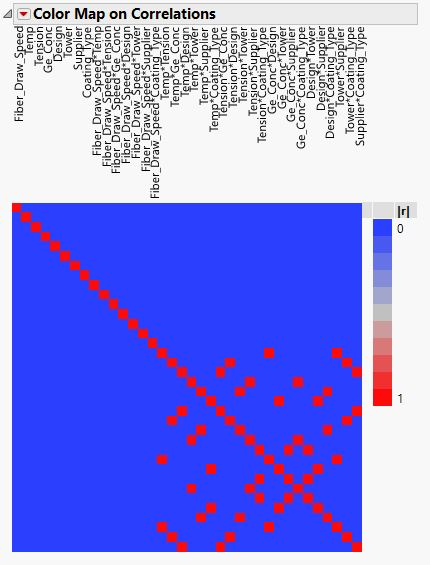 Color Map on Correlations
Fiber_Draw_Speed
Temp
Tension
Ge_Conc
Design
Tower
Supplier
Coating_Type
Fiber_Draw_Speed*Temp
Fiber_Draw_Speed*Tension
Fiber_Draw_Speed*Ge_Conc
Fiber_Draw_Speed*Design
Fiber_Draw_Speed*Tower
Fiber_Draw_Speed*Supplier
Fiber_Draw_Speed*Coating_Type
Temp*Tension
Temp*Ge_Conc
Temp*Design
Temp*Tower
Temp*Supplier
Temp*Coating_Type
Tension*Ge_Conc
Tension*Design
Tension*Tower
Tension*Supplier
Tension*Coating_Type
Ge_Conc*Design
Ge_Conc*Tower
Ge_Conc*Supplier
Ge_Conc*Coating_Type
Design*Tower
Design*Supplier
Design*Coating_Type
Tower*Supplier
Tower*Coating_Type
Supplier*Coating_Type
|r|
0
1